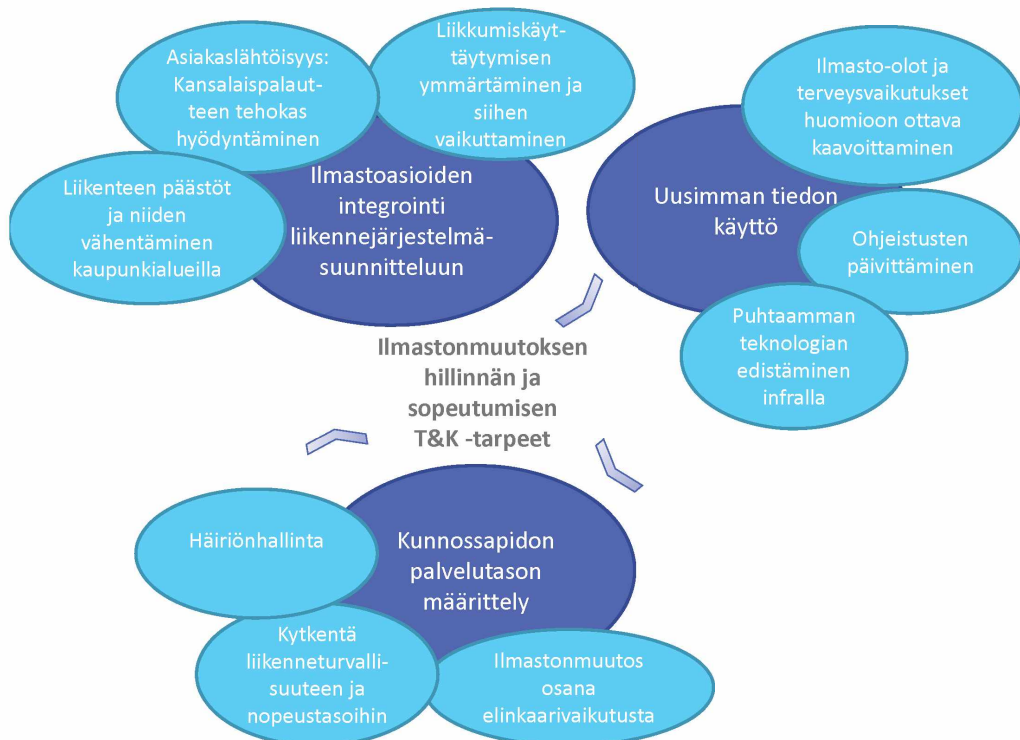 Asiakaslähtöisyys:
Kansalaispalaut-
teen tehokas
hyödyntäminen
Liikkumiskäyt-
täytymisen
ymmärtäminen ja
siihen
vaikuttaminen
Liikenteen päästöt
ja niiden
vähentäminen
kaupunkialueilla
Ilmastoasioiden
integrointi
liikennejärjestelmä-
suunnitteluun
Ilmasto-olot ja
terveysvaikutukset
huomioon ottava
kaavoittaminen
Uusimman tiedon
käyttö
Ohjeistusten
päivittäminen
Puhtaamman
teknologian
edistäminen
infralla
Ilmastonmuutoksen
hillinnän ja
sopeutumisen
T&K -tarpeet
Häiriönhallinta
Kunnossapidon
palvelutason
määrittely
Kytkentä
liikenneturvalli-
suuteen ja
nopeustasoihin
Ilmastonmuutos
osana
elinkaarivaikutusta